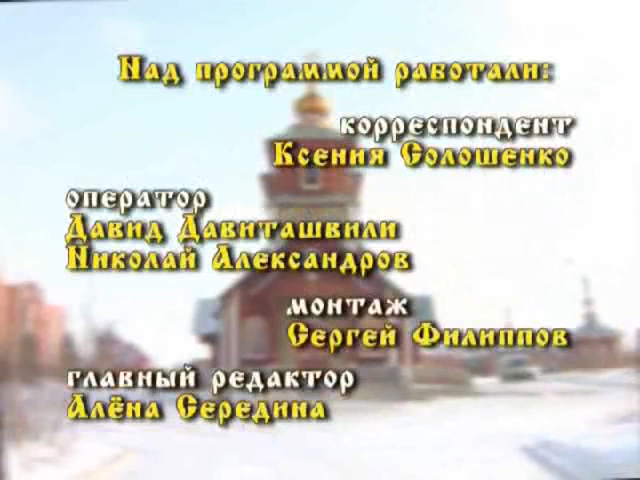 Над программой работали:
корреспондент
Ксения Солошенко
оператор
Давид Давиташвили
Николай Александров
монтаж
Сергей Филиппов
главный редактор
Алёна Середина